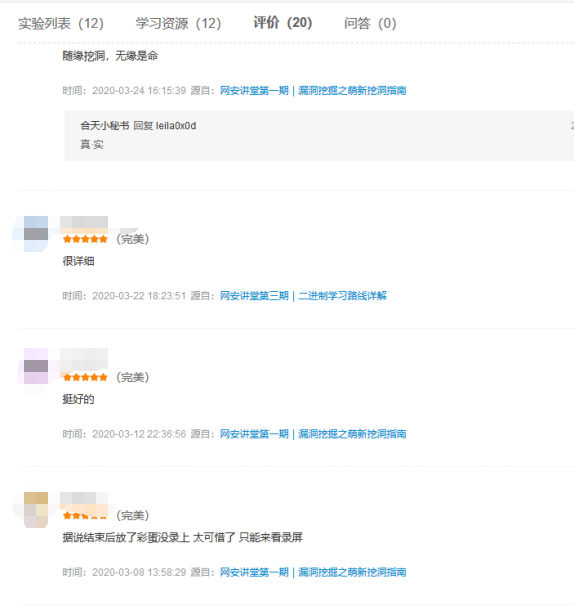 实验列表（12） 学习资源（12） 评价（20） 问答（0）
随缘挖洞，无缘是命
时间：2020-03-24 16:15:39 源自：网安讲堂第一期 | 漏洞挖掘之萌新挖洞指南
合天小秘书 回复 leila0x0d
真·实
（完美）
很详细
时间：2020-03-22 18:23:51 源自：网安讲堂第三期 | 二进制学习路线详解
（完美）
挺好的
时间：2020-03-12 22:36:56 源自：网安讲堂第一期 | 漏洞挖掘之萌新挖洞指南
（完美）
据说结束后放了彩蛋没录上 太可惜了 只能来看录屏
时间：2020-03-08 13:58:29 源自：网安讲堂第一期 | 漏洞挖掘之萌新挖洞指南